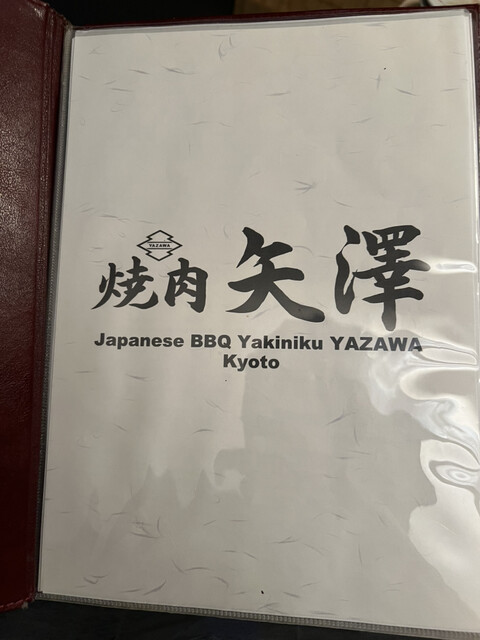 YAZAWA
焼肉 矢澤
Japanese BBQ Yakiniku YAZAWA
Kyoto